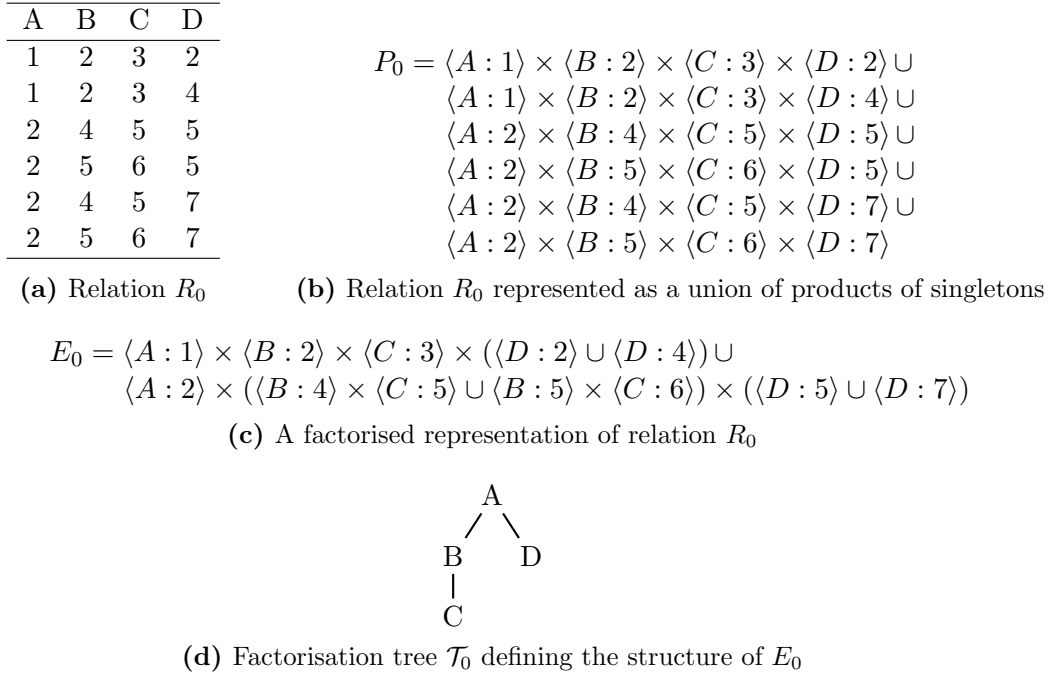 A B C D
1 2 3 2
1 2 3 4
2 4 5 5
2 5 6 5
2 4 5 7
2 5 6 7
(a) Relation R₀
P₀ = ⟨A : 1⟩ × ⟨B : 2⟩ × ⟨C : 3⟩ × ⟨D : 2⟩ ∪
⟨A : 1⟩ × ⟨B : 2⟩ × ⟨C : 3⟩ × ⟨D : 4⟩ ∪
⟨A : 2⟩ × ⟨B : 4⟩ × ⟨C : 5⟩ × ⟨D : 5⟩ ∪
⟨A : 2⟩ × ⟨B : 5⟩ × ⟨C : 6⟩ × ⟨D : 5⟩ ∪
⟨A : 2⟩ × ⟨B : 4⟩ × ⟨C : 5⟩ × ⟨D : 7⟩ ∪
⟨A : 2⟩ × ⟨B : 5⟩ × ⟨C : 6⟩ × ⟨D : 7⟩
(b) Relation R₀ represented as a union of products of singletons
E₀ = ⟨A : 1⟩ × ⟨B : 2⟩ × ⟨C : 3⟩ × (⟨D : 2⟩ ∪ ⟨D : 4⟩) ∪
⟨A : 2⟩ × (⟨B : 4⟩ × ⟨C : 5⟩ ∪ ⟨B : 5⟩ × ⟨C : 6⟩) × (⟨D : 5⟩ ∪ ⟨D : 7⟩)
(c) A factorised representation of relation R₀
A
B D
C
(d) Factorisation tree 𝒯₀ defining the structure of E₀